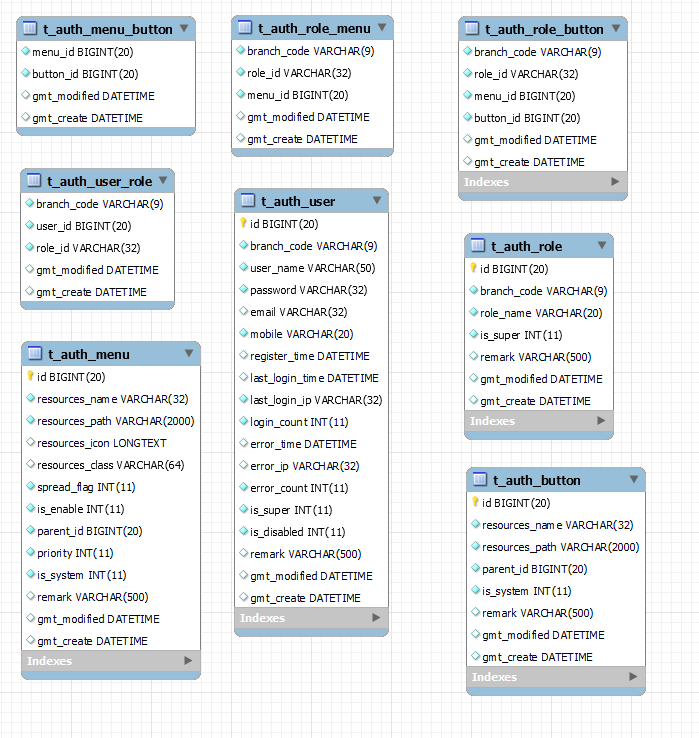 t_auth_menu_button
menu_id BIGINT(20)
button_id BIGINT(20)
gmt_modified DATETIME
gmt_create DATETIME
t_auth_role_menu
branch_code VARCHAR(9)
role_id VARCHAR(32)
menu_id BIGINT(20)
gmt_modified DATETIME
gmt_create DATETIME
t_auth_role_button
branch_code VARCHAR(9)
role_id VARCHAR(32)
menu_id BIGINT(20)
button_id BIGINT(20)
gmt_modified DATETIME
gmt_create DATETIME
Indexes
t_auth_user_role
branch_code VARCHAR(9)
user_id BIGINT(20)
role_id VARCHAR(32)
gmt_modified DATETIME
gmt_create DATETIME
t_auth_user
id BIGINT(20)
branch_code VARCHAR(9)
user_name VARCHAR(50)
password VARCHAR(32)
email VARCHAR(32)
mobile VARCHAR(20)
register_time DATETIME
last_login_time DATETIME
last_login_ip VARCHAR(32)
login_count INT(11)
error_time DATETIME
error_ip VARCHAR(32)
error_count INT(11)
is_super INT(11)
is_disabled INT(11)
remark VARCHAR(500)
gmt_modified DATETIME
gmt_create DATETIME
Indexes
t_auth_role
id BIGINT(20)
branch_code VARCHAR(9)
role_name VARCHAR(20)
is_super INT(11)
remark VARCHAR(500)
gmt_modified DATETIME
gmt_create DATETIME
Indexes
t_auth_menu
id BIGINT(20)
resources_name VARCHAR(32)
resources_path VARCHAR(2000)
resources_icon LONGTEXT
resources_class VARCHAR(64)
spread_flag INT(11)
is_enable INT(11)
parent_id BIGINT(20)
priority INT(11)
is_system INT(11)
remark VARCHAR(500)
gmt_modified DATETIME
gmt_create DATETIME
Indexes
t_auth_button
id BIGINT(20)
resources_name VARCHAR(32)
resources_path VARCHAR(2000)
parent_id BIGINT(20)
is_system INT(11)
remark VARCHAR(500)
gmt_modified DATETIME
gmt_create DATETIME
Indexes